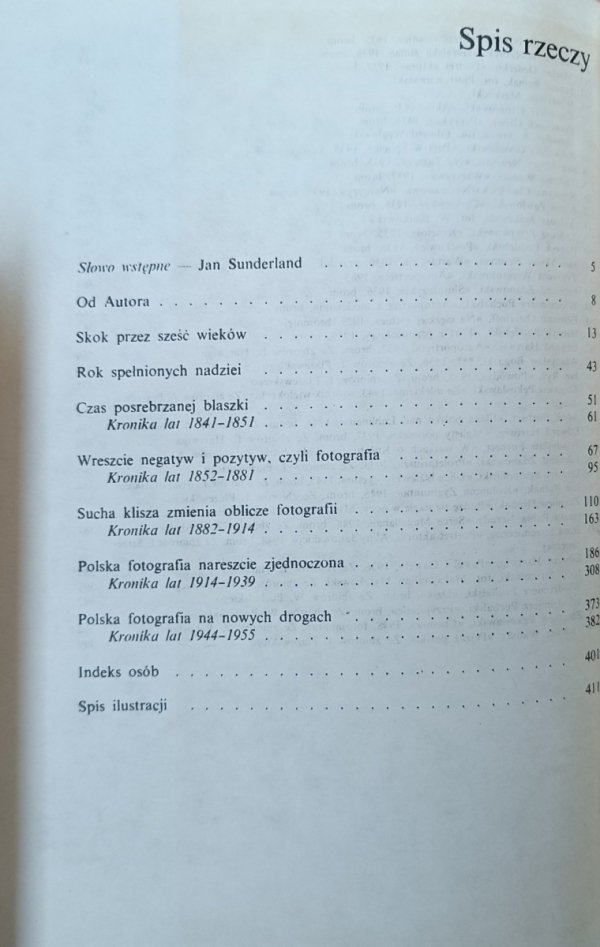 Spis rzeczy
Słowo wstępne — Jan Sunderland . . . . . . . . . . . . . . 5
Od Autora . . . . . . . . . . . . . . . . . . . . . . . . 8
Skok przez sześć wieków . . . . . . . . . . . . . . . . . 13
Rok spełnionych nadziei . . . . . . . . . . . . . . . . . 43
Czas posrebrzanej blaszki . . . . . . . . . . . . . . . . . 51
Kronika lat 1841–1851 . . . . . . . . . . . . . . . . . 61
Wreszcie negatyw i pozytyw, czyli fotografia . . . . . . . . . . 67
Kronika lat 1852–1881 . . . . . . . . . . . . . . . . . 95
Sucha klisza zmienia oblicze fotografii . . . . . . . . . . . . 110
Kronika lat 1882–1914 . . . . . . . . . . . . . . . . . 163
Polska fotografia nareszcie zjednoczona . . . . . . . . . . . . 186
Kronika lat 1914–1939 . . . . . . . . . . . . . . . . . 308
Polska fotografia na nowych drogach . . . . . . . . . . . . . 373
Kronika lat 1944–1955 . . . . . . . . . . . . . . . . . 382
Indeks osób . . . . . . . . . . . . . . . . . . . . . . . 401
Spis ilustracji . . . . . . . . . . . . . . . . . . . . . . 411